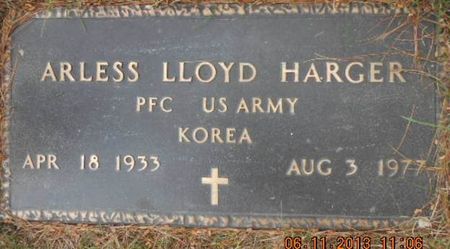 ARLESS LLOYD HARGER
PFC US ARMY
KOREA
APR 18 1933 AUG 3 1977
06.11.2013 11:06